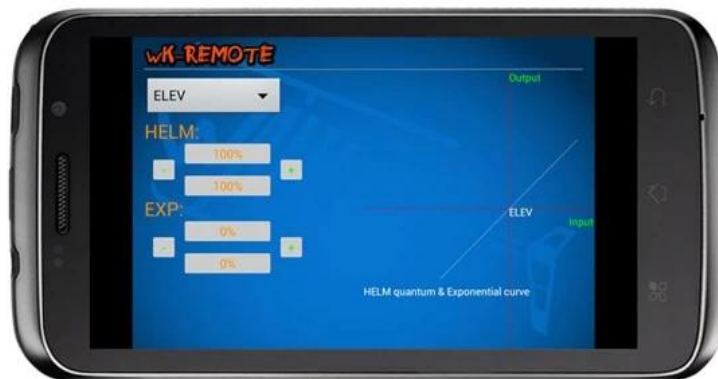 wK-REMOTE
ELEV
HELM:
-
100%
+
100%
EXP:
-
0%
+
0%
Output
ELEV
Input
HELM quantum & Exponential curve